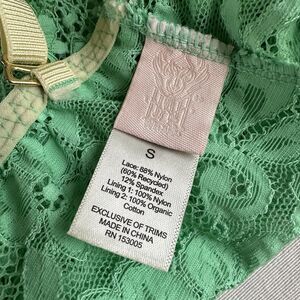 S
Lace: 88% Nylon
(60% Recycled)
12% Spandex
Lining 1: 100% Nylon
Lining 2: 100% Organic
Cotton
EXCLUSIVE OF TRIMS
MADE IN CHINA
RN 153005